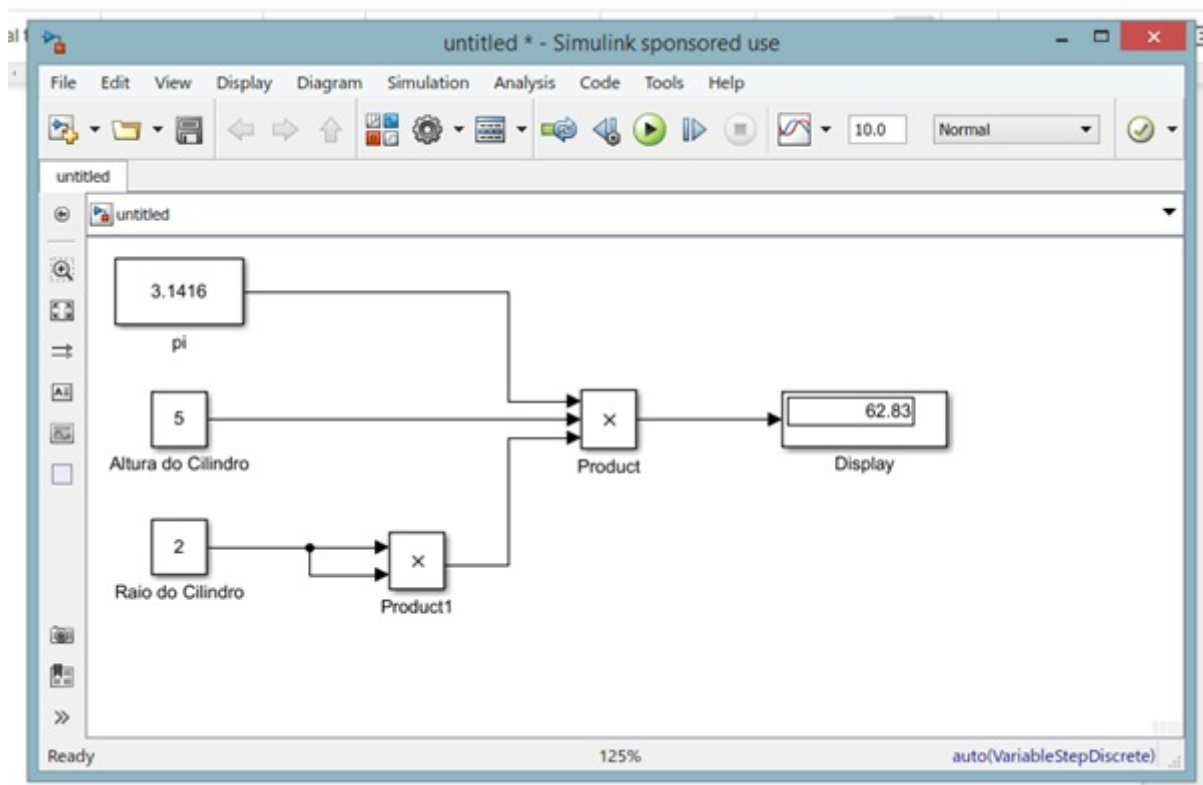 untitled * - Simulink sponsored use
File Edit View Display Diagram Simulation Analysis Code Tools Help
10.0 Normal
untitled
untitled
3.1416
pi
5
Altura do Cilindro
2
Raio do Cilindro
×
Product1
×
Product
62.83
Display
Ready 125% auto(VariableStepDiscrete)